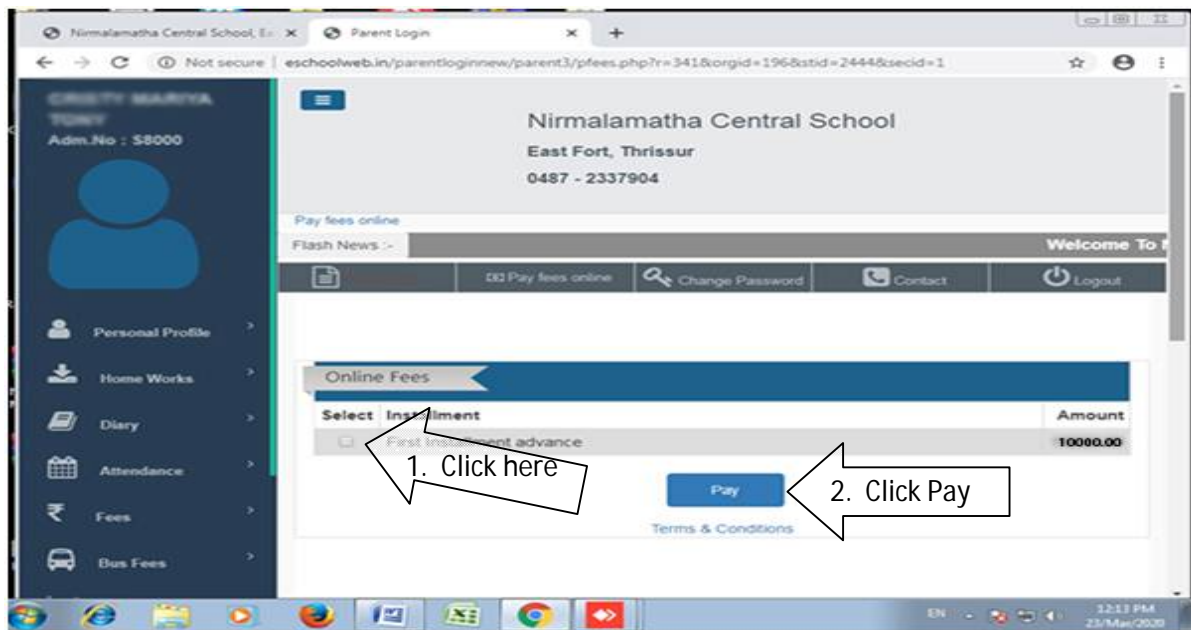 Nirmalamatha Central School, E
Parent Login
Not secure | eschoolweb.in/parentloginnew/parent3/pfees.php?r=341&orgid=196&stid=2444&secid=1
Adm.No : S8000
Nirmalamatha Central School
East Fort, Thrissur
0487 - 2337904
Pay fees online
Flash News :-
Welcome To
Pay fees online
Change Password
Contact
Logout
Personal Profile
Home Works
Diary
Attendance
Fees
Bus Fees
Online Fees
Select Installment Amount
First Installment advance 10000.00
1. Click here
Pay
2. Click Pay
Terms & Conditions
EN
12:13 PM
23/Mar/2020